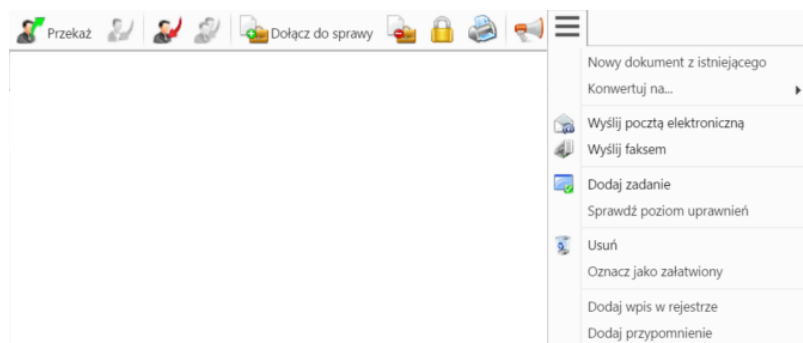 Przekaż
Dołącz do sprawy
Nowy dokument z istniejącego
Konwertuj na...
Wyślij pocztą elektroniczną
Wyślij faksem
Dodaj zadanie
Sprawdź poziom uprawnień
Usuń
Oznacz jako załatwiony
Dodaj wpis w rejestrze
Dodaj przypomnienie